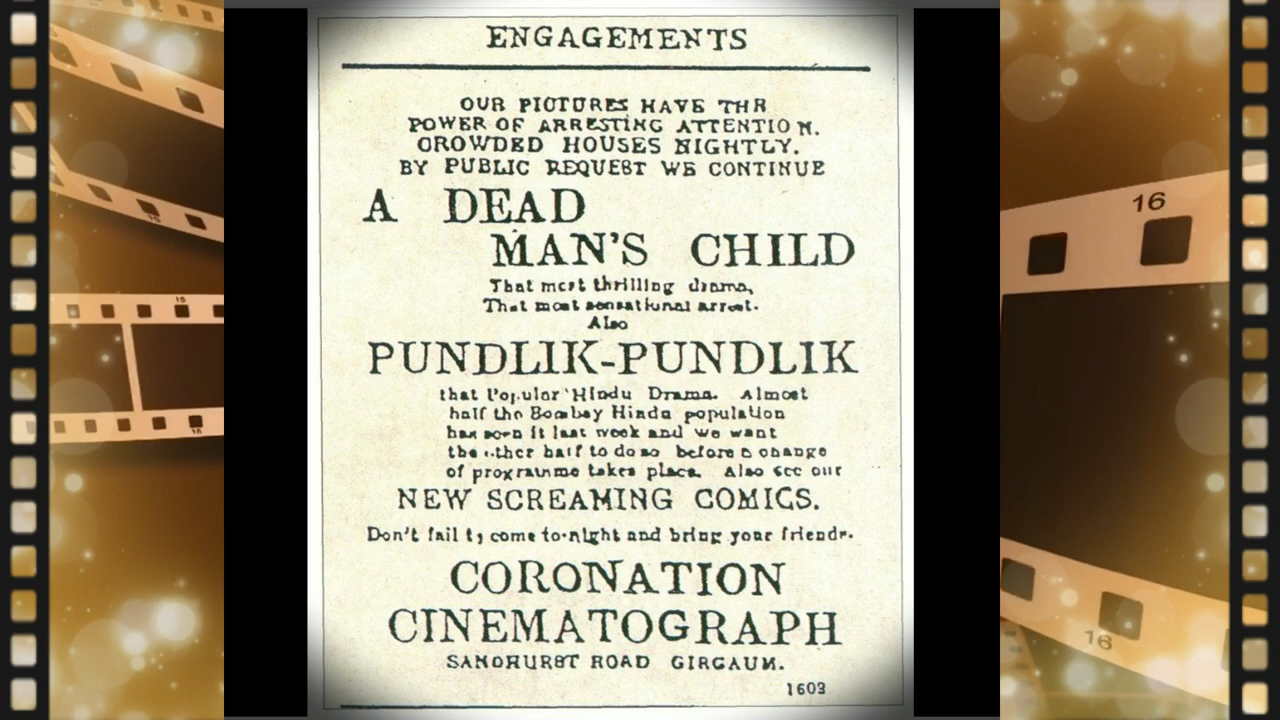 ENGAGEMENTS
OUR PICTURES HAVE THR
POWER OF ARRESTING ATTENTION.
CROWDED HOUSES NIGHTLY.
BY PUBLIC REQUEST WE CONTINUE
A DEAD
MAN'S CHILD
That most thrilling drama,
That most sensational arrest.
Also
PUNDLIK-PUNDLIK
that Popular Hindu Drama. Almost
half the Bombay Hindu population
has seen it last week and we want
the other half to do so before a change
of programme takes place. Also see our
NEW SCREAMING COMICS.
Don't fail to come to-night and bring your friends.
CORONATION
CINEMATOGRAPH
SANDHURST ROAD GIRGAUM.
1603
16
16
15
15
16